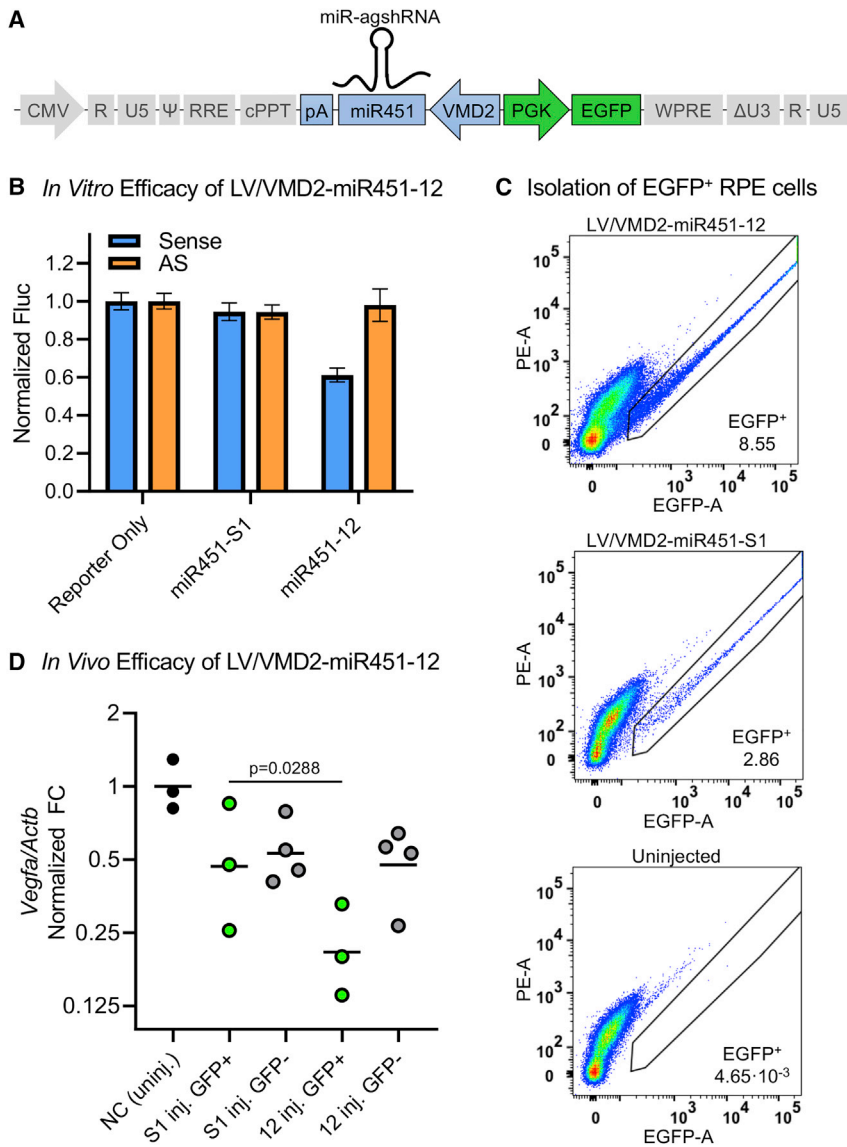 A
miR-agshRNA
CMV R U5 Ψ RRE cPPT pA miR451 VMD2 PGK EGFP WPRE ΔU3 R U5
B In Vitro Efficacy of LV/VMD2-miR451-12
Sense
AS
Normalized Fluc
1.2
1.0
0.8
0.6
0.4
0.2
0.0
Reporter Only
miR451-S1
miR451-12
C Isolation of EGFP⁺ RPE cells
LV/VMD2-miR451-12
PE-A
10⁵
10⁴
10³
10²
0
EGFP⁺
8.55
0 10³ 10⁴ 10⁵
EGFP-A
LV/VMD2-miR451-S1
PE-A
10⁵
10⁴
10³
10²
0
EGFP⁺
2.86
0 10³ 10⁴ 10⁵
EGFP-A
Uninjected
PE-A
10⁵
10⁴
10³
10²
0
EGFP⁺
4.65·10⁻³
0 10³ 10⁴ 10⁵
EGFP-A
D In Vivo Efficacy of LV/VMD2-miR451-12
Vegfa/Actb
Normalized FC
2
1
0.5
0.25
0.125
p=0.0288
NC (uninj.)
S1 inj. GFP+
S1 inj. GFP-
12 inj. GFP+
12 inj. GFP-